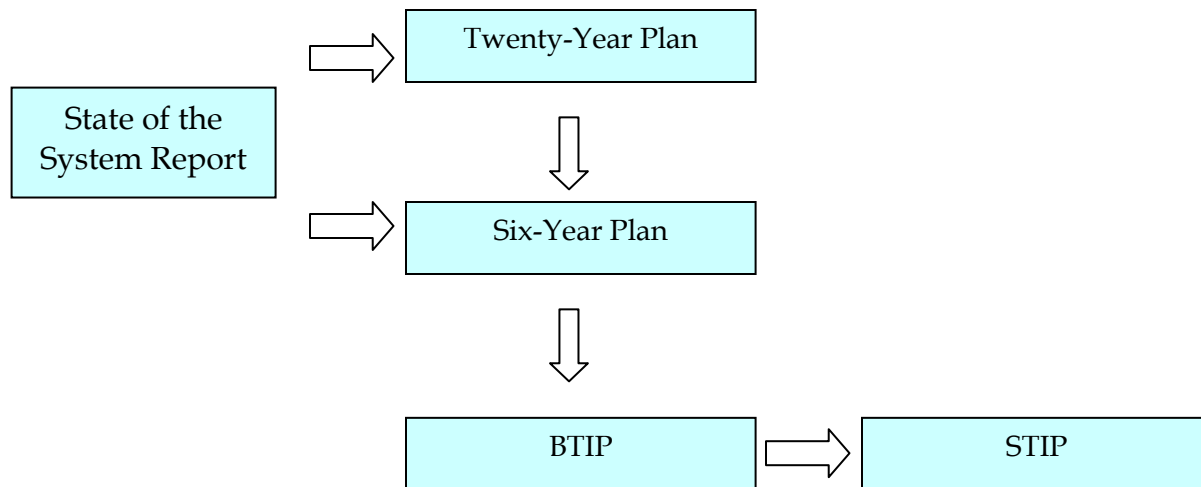 Twenty-Year Plan
State of the
System Report
Six-Year Plan
BTIP
STIP